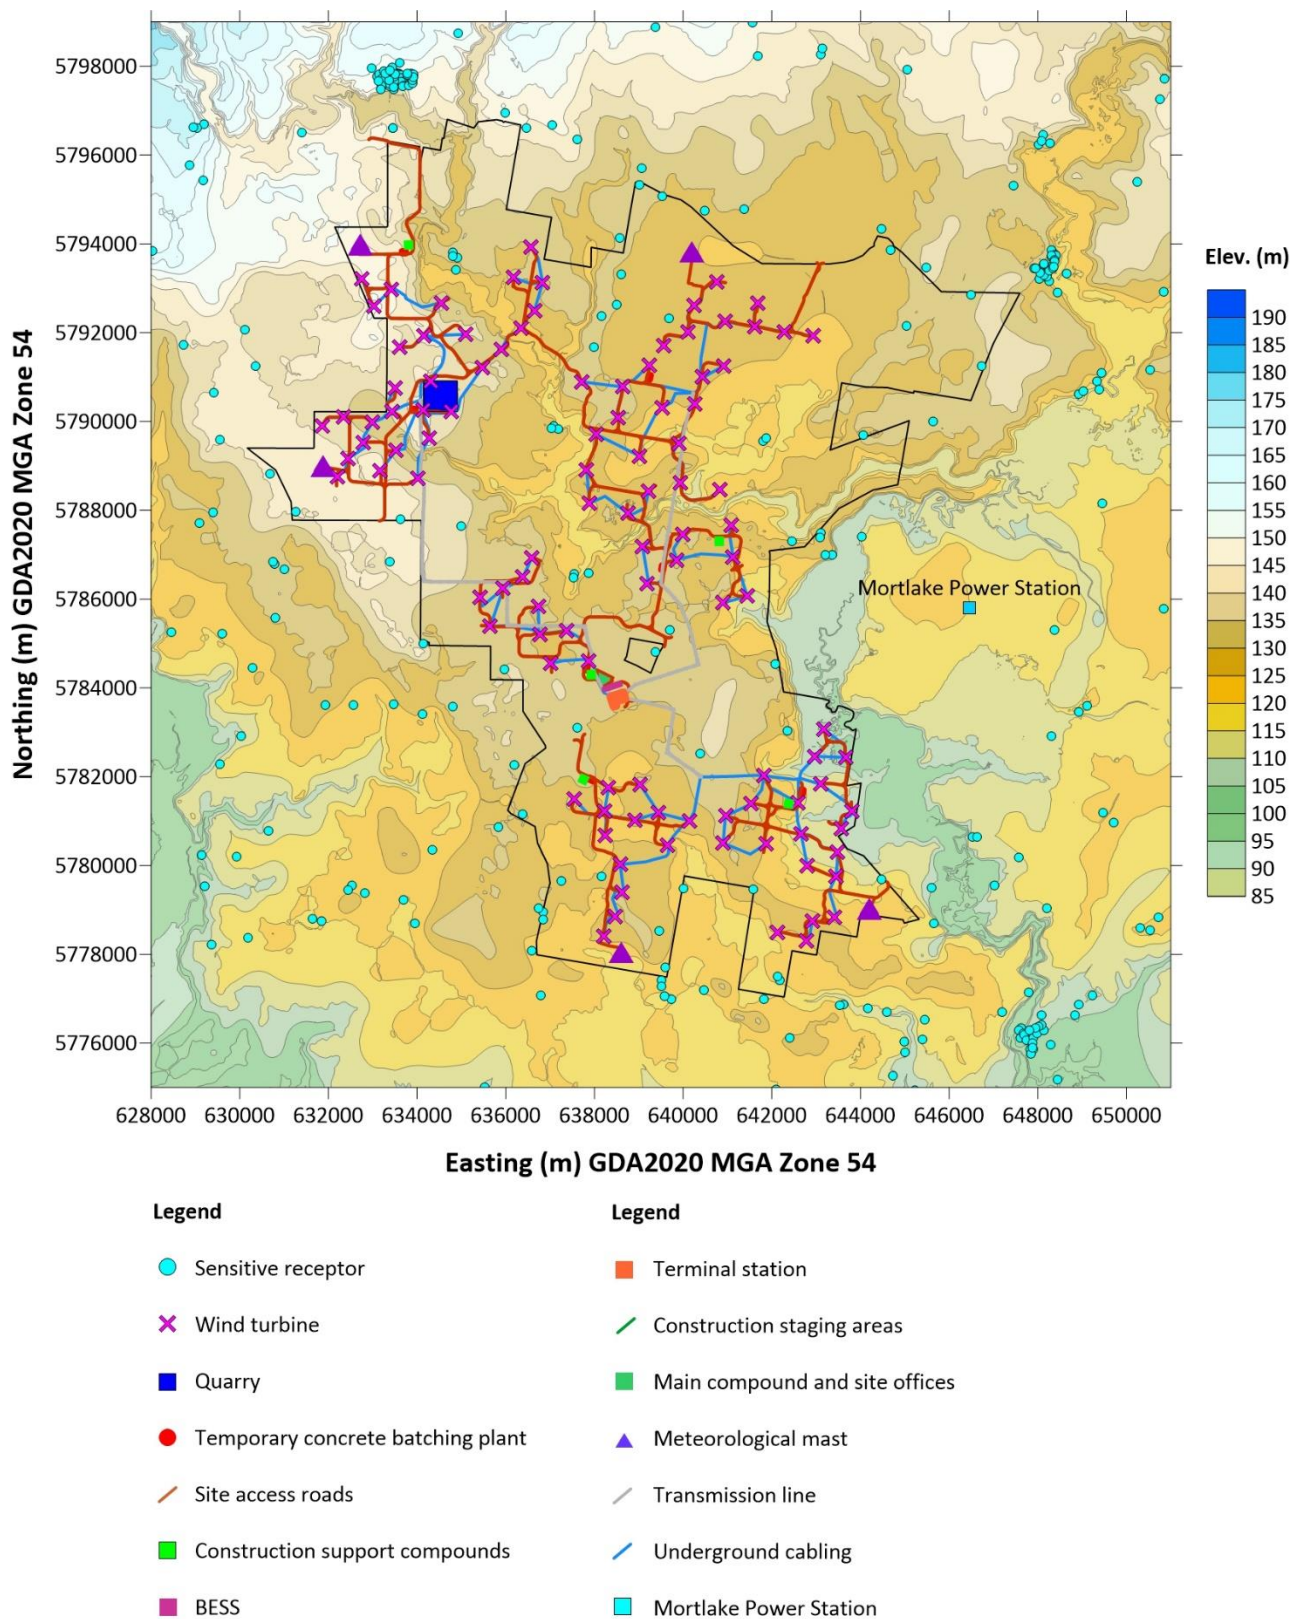 5798000
5796000
5794000
5792000
5790000
5788000
5786000
5784000
5782000
5780000
5778000
5776000
Northing (m) GDA2020 MGA Zone 54
Mortlake Power Station
628000 630000 632000 634000 636000 638000 640000 642000 644000 646000 648000 650000
Easting (m) GDA2020 MGA Zone 54
Elev. (m)
190
185
180
175
170
165
160
155
150
145
140
135
130
125
120
115
110
105
100
95
90
85
Legend
Sensitive receptor
Wind turbine
Quarry
Temporary concrete batching plant
Site access roads
Construction support compounds
BESS
Legend
Terminal station
Construction staging areas
Main compound and site offices
Meteorological mast
Transmission line
Underground cabling
Mortlake Power Station